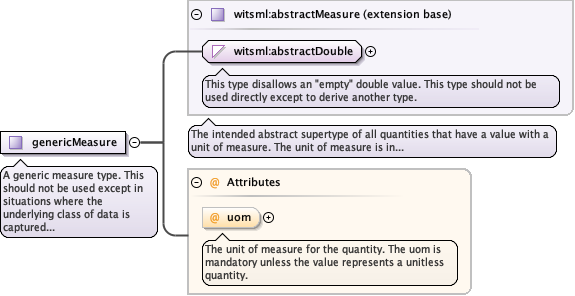 witsml:abstractMeasure (extension base)
witsml:abstractDouble
This type disallows an "empty" double value. This type should not be
used directly except to derive another type.
The intended abstract supertype of all quantities that have a value with a
unit of measure. The unit of measure is in...
genericMeasure
A generic measure type. This
should not be used except in
situations where the
underlying class of data is
captured...
@ Attributes
@ uom
The unit of measure for the quantity. The uom is
mandatory unless the value represents a unitless
quantity.